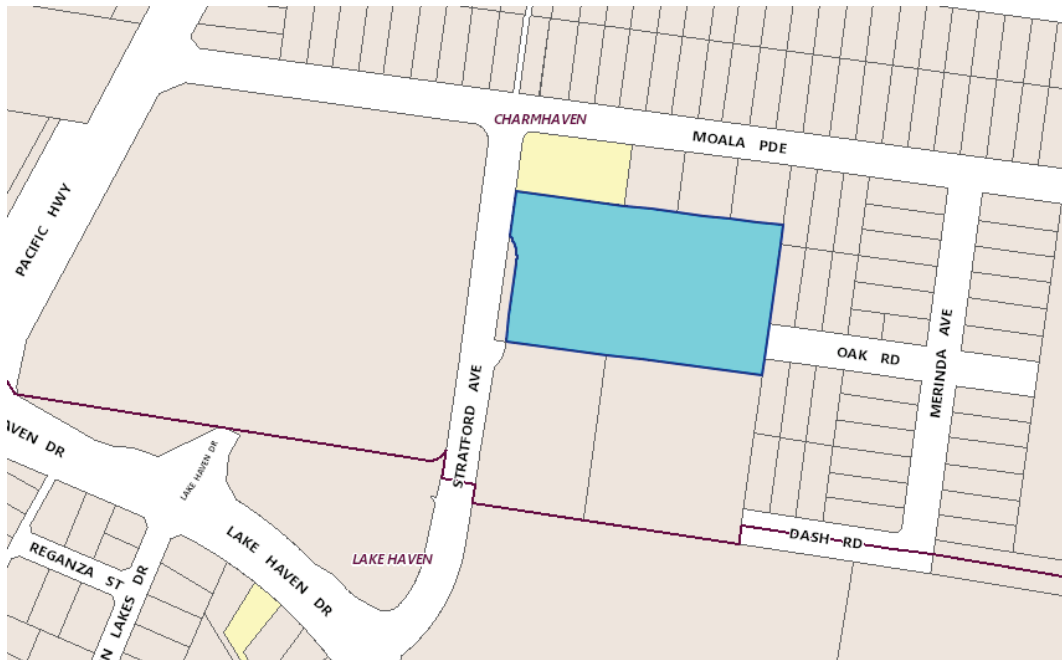 CHARMHAVEN
MOALA PDE
PACIFIC HWY
OAK RD
MERINDA AVE
STRATFORD AVE
AVEN DR
LAKE HAVEN DR
DASH RD
LAKE HAVEN DR
LAKE HAVEN
REGANZA ST
N LAKES DR